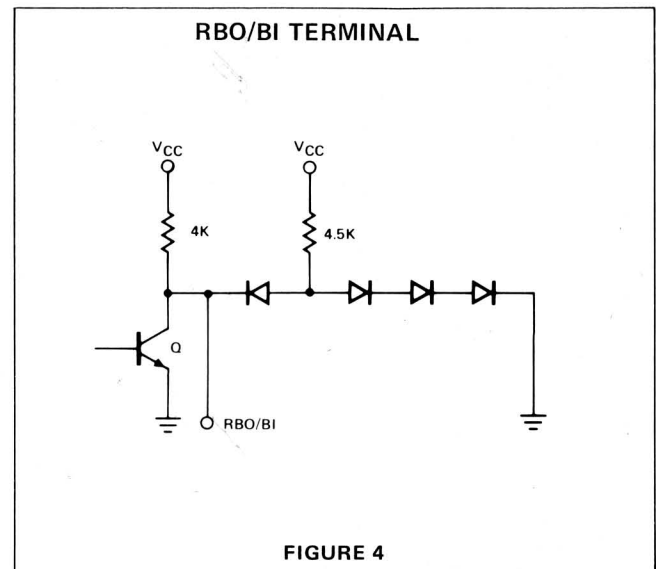 RBO/BI TERMINAL
VCC
VCC
4K
4.5K
Q
RBO/BI
FIGURE 4